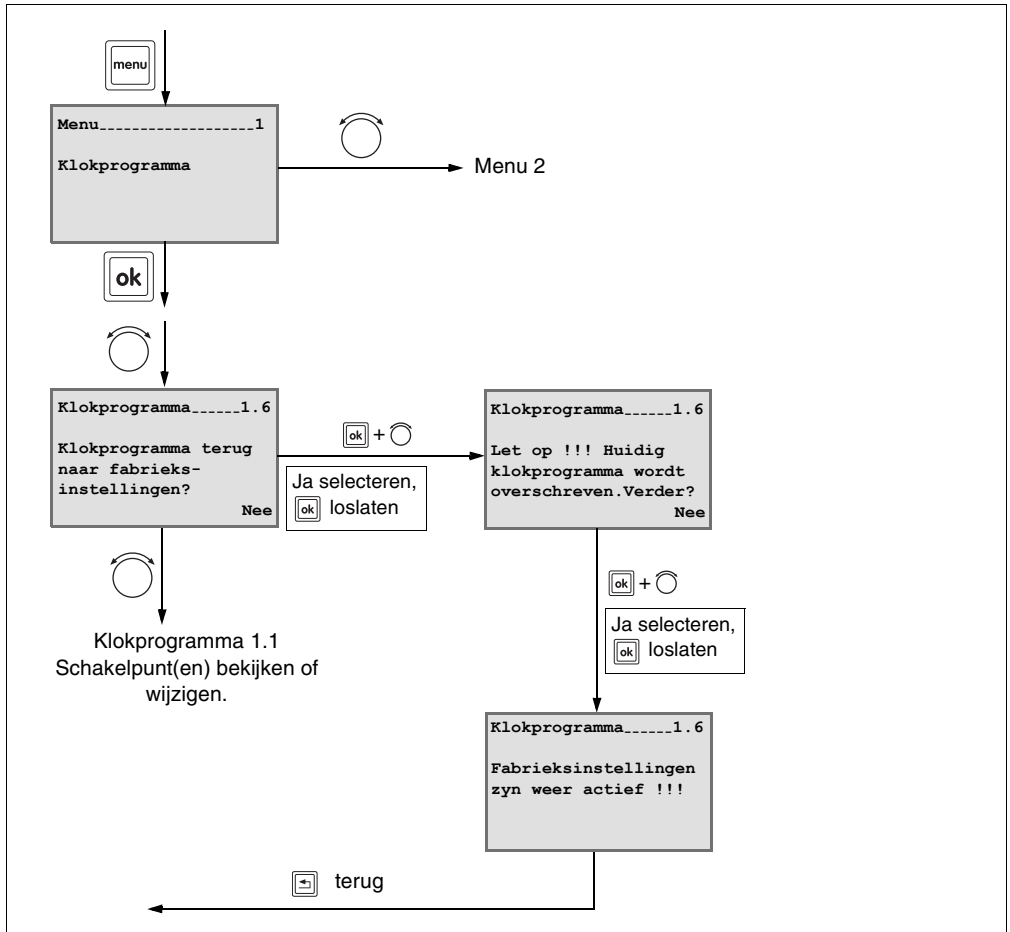 menu
Menu___________________1
Klokprogramma
Menu 2
ok
Klokprogramma______1.6
Klokprogramma terug
naar fabrieks-
instellingen?
Nee
ok +
Ja selecteren,
ok loslaten
Klokprogramma______1.6
Let op !!! Huidig
klokprogramma wordt
overschreven.Verder?
Nee
ok +
Ja selecteren,
ok loslaten
Klokprogramma 1.1
Schakelpunt(en) bekijken of
wijzigen.
Klokprogramma______1.6
Fabrieksinstellingen
zyn weer actief !!!
terug